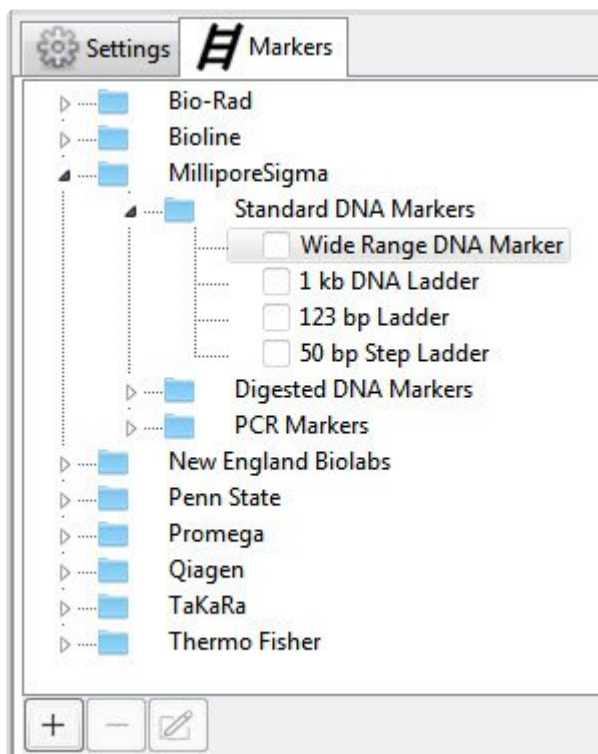 Settings
Markers
Bio-Rad
Bioline
MilliporeSigma
Standard DNA Markers
Wide Range DNA Marker
1 kb DNA Ladder
123 bp Ladder
50 bp Step Ladder
Digested DNA Markers
PCR Markers
New England Biolabs
Penn State
Promega
Qiagen
TaKaRa
Thermo Fisher